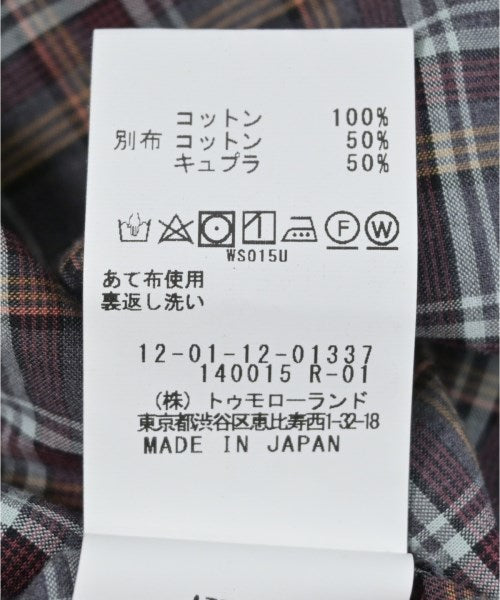 コットン 100%
別布 コットン 50%
キュプラ 50%
F W
WS015U
あて布使用
裏返し洗い
12-01-12-01337
140015 R-01
(株)トゥモローランド
東京都渋谷区恵比寿西1-32-18
MADE IN JAPAN